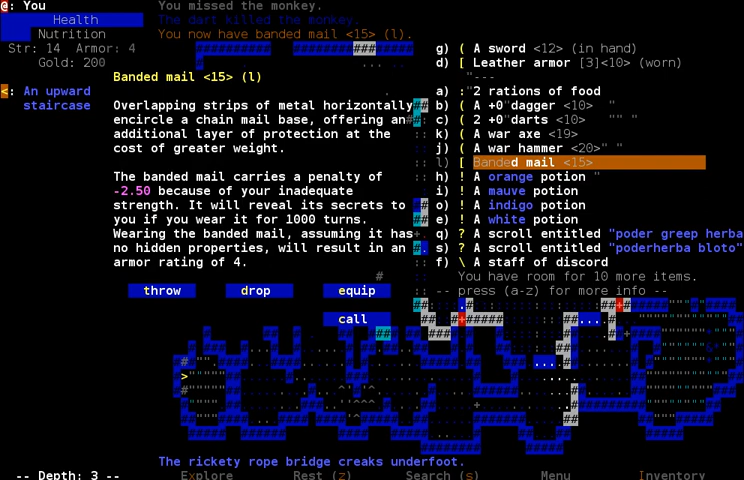 @: You
You missed the monkey.
Health
The dart killed the monkey.
Nutrition
You now have banded mail <15> (l).
Str: 14 Armor: 4
Gold: 200
<: An upward staircase
Banded mail <15> (l)
Overlapping strips of metal horizontally
encircle a chain mail base, offering an
additional layer of protection at the
cost of greater weight.
The banded mail carries a penalty of
-2.50 because of your inadequate
strength. It will reveal its secrets to
you if you wear it for 1000 turns.
Wearing the banded mail, assuming it has
no hidden properties, will result in an
armor rating of 4.
throw drop equip
call
g) ( A sword <12> (in hand)
d) [ Leather armor [3]<10> (worn)
---
a) : 2 rations of food
b) ( A +0 dagger <10>
c) ( 2 +0 darts <10>
k) ( A war axe <19>
j) ( A war hammer <20>
l) [ Banded mail <15>
h) ! A orange potion
i) ! A mauve potion
o) ! A indigo potion
e) ! A white potion
q) ? A scroll entitled "poder greep herba
s) ? A scroll entitled "poderherba bloto"
f) \ A staff of discord
You have room for 10 more items.
-- press (a-z) for more info --
The rickety rope bridge creaks underfoot.
-- Depth: 3 -- Explore Rest (z) Search (s) Menu Inventory